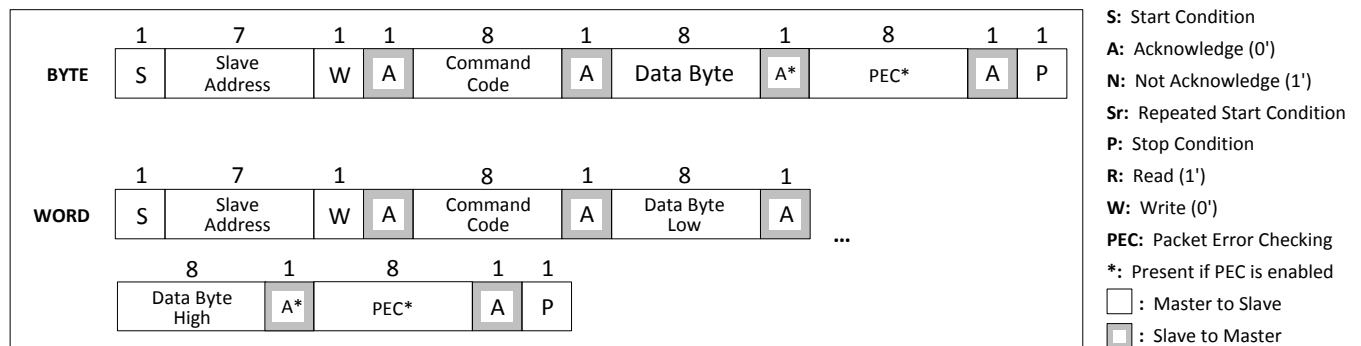 1 7 1 1 8 1 8 1 8 1 1
BYTE S Slave Address W A Command Code A Data Byte A* PEC* A P
1 7 1 8 1 8 1
WORD S Slave Address W A Command Code A Data Byte Low A ...
8 1 8 1 1
Data Byte High A* PEC* A P
S: Start Condition
A: Acknowledge (0')
N: Not Acknowledge (1')
Sr: Repeated Start Condition
P: Stop Condition
R: Read (1')
W: Write (0')
PEC: Packet Error Checking
*: Present if PEC is enabled
: Master to Slave
: Slave to Master